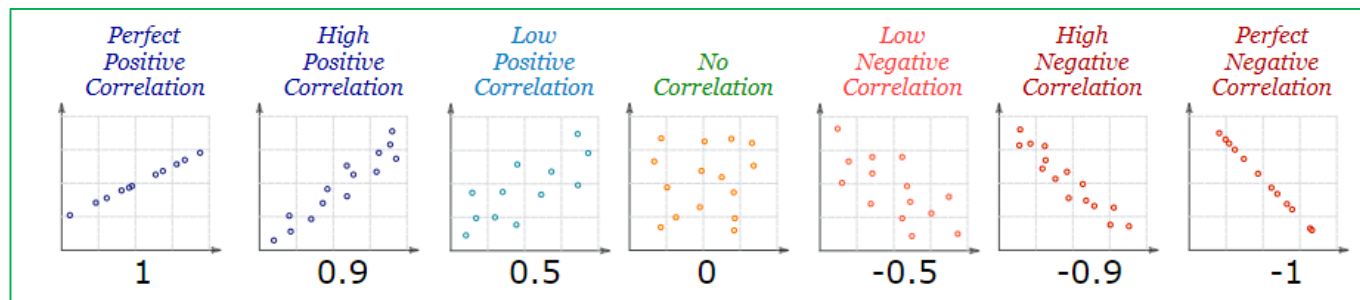 Perfect
Positive
Correlation
High
Positive
Correlation
Low
Positive
Correlation
No
Correlation
Low
Negative
Correlation
High
Negative
Correlation
Perfect
Negative
Correlation
1
0.9
0.5
0
-0.5
-0.9
-1